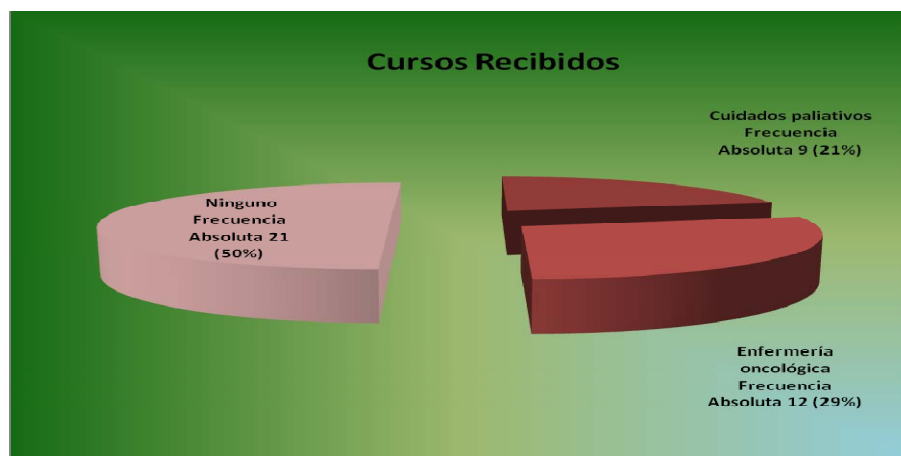 Cursos Recibidos
Cuidados paliativos
Frecuencia
Absoluta 9 (21%)
Ninguno
Frecuencia
Absoluta 21
(50%)
Enfermería
oncológica
Frecuencia
Absoluta 12 (29%)